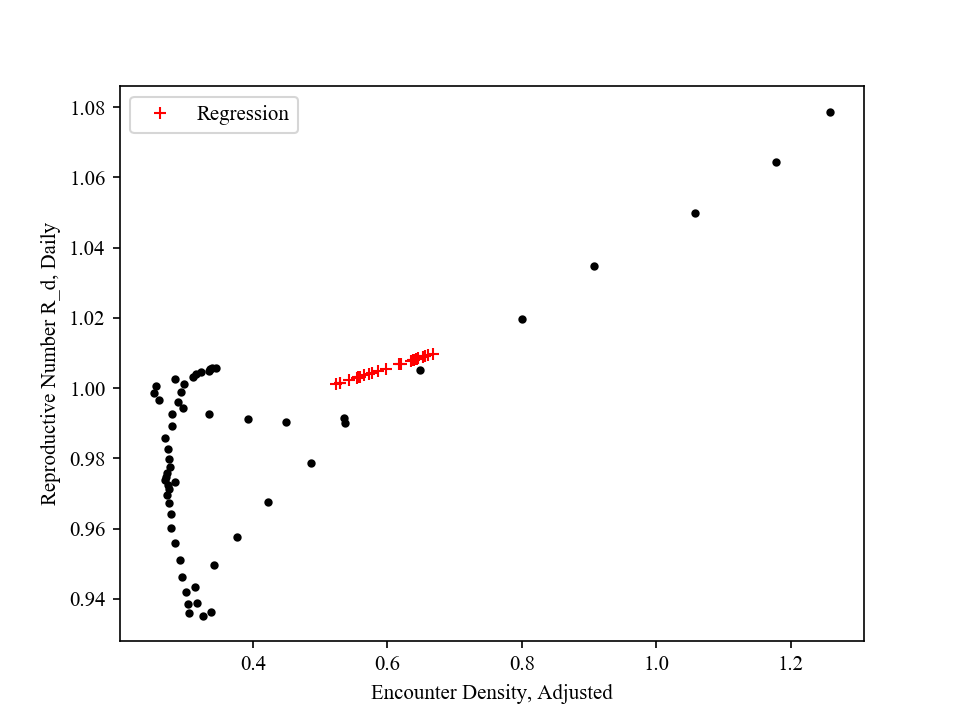 Regression
1.08
1.06
1.04
1.02
1.00
0.98
0.96
0.94
Reproductive Number R_d, Daily
0.4 0.6 0.8 1.0 1.2
Encounter Density, Adjusted